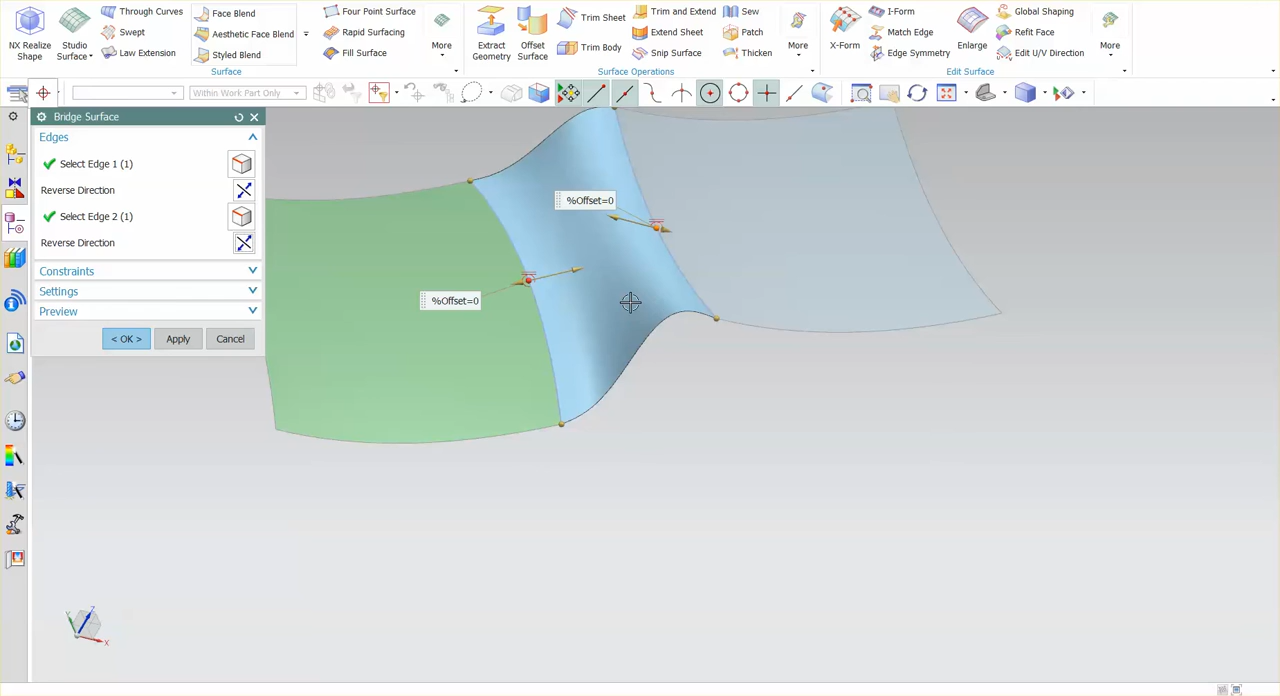 NX Realize
Shape
Studio
Surface
Through Curves
Swept
Law Extension
Face Blend
Aesthetic Face Blend
Styled Blend
Four Point Surface
Rapid Surfacing
Fill Surface
More
Surface
Extract
Geometry
Offset
Surface
Trim Sheet
Trim Body
Trim and Extend
Extend Sheet
Snip Surface
Sew
Patch
Thicken
More
Surface Operations
X-Form
I-Form
Match Edge
Edge Symmetry
Enlarge
Global Shaping
Refit Face
Edit U/V Direction
More
Edit Surface
Within Work Part Only
Bridge Surface
Edges
Select Edge 1 (1)
Reverse Direction
Select Edge 2 (1)
Reverse Direction
Constraints
Settings
Preview
< OK >
Apply
Cancel
%Offset=0
%Offset=0
Z
Y
X